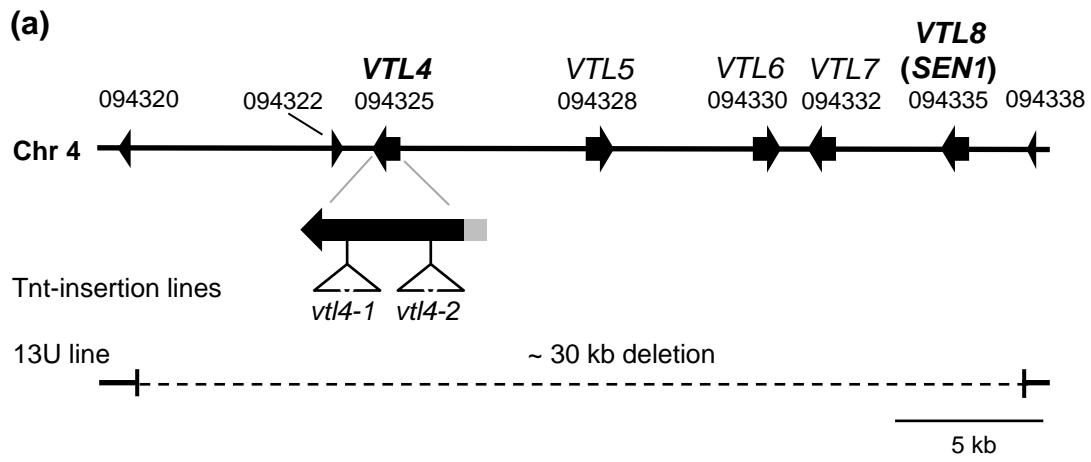 (a)
VTL8
VTL4 VTL5 VTL6 VTL7 (SEN1)
094320 094322 094325 094328 094330 094332 094335 094338
Chr 4
Tnt-insertion lines
vtl4-1 vtl4-2
13U line ~ 30 kb deletion
5 kb